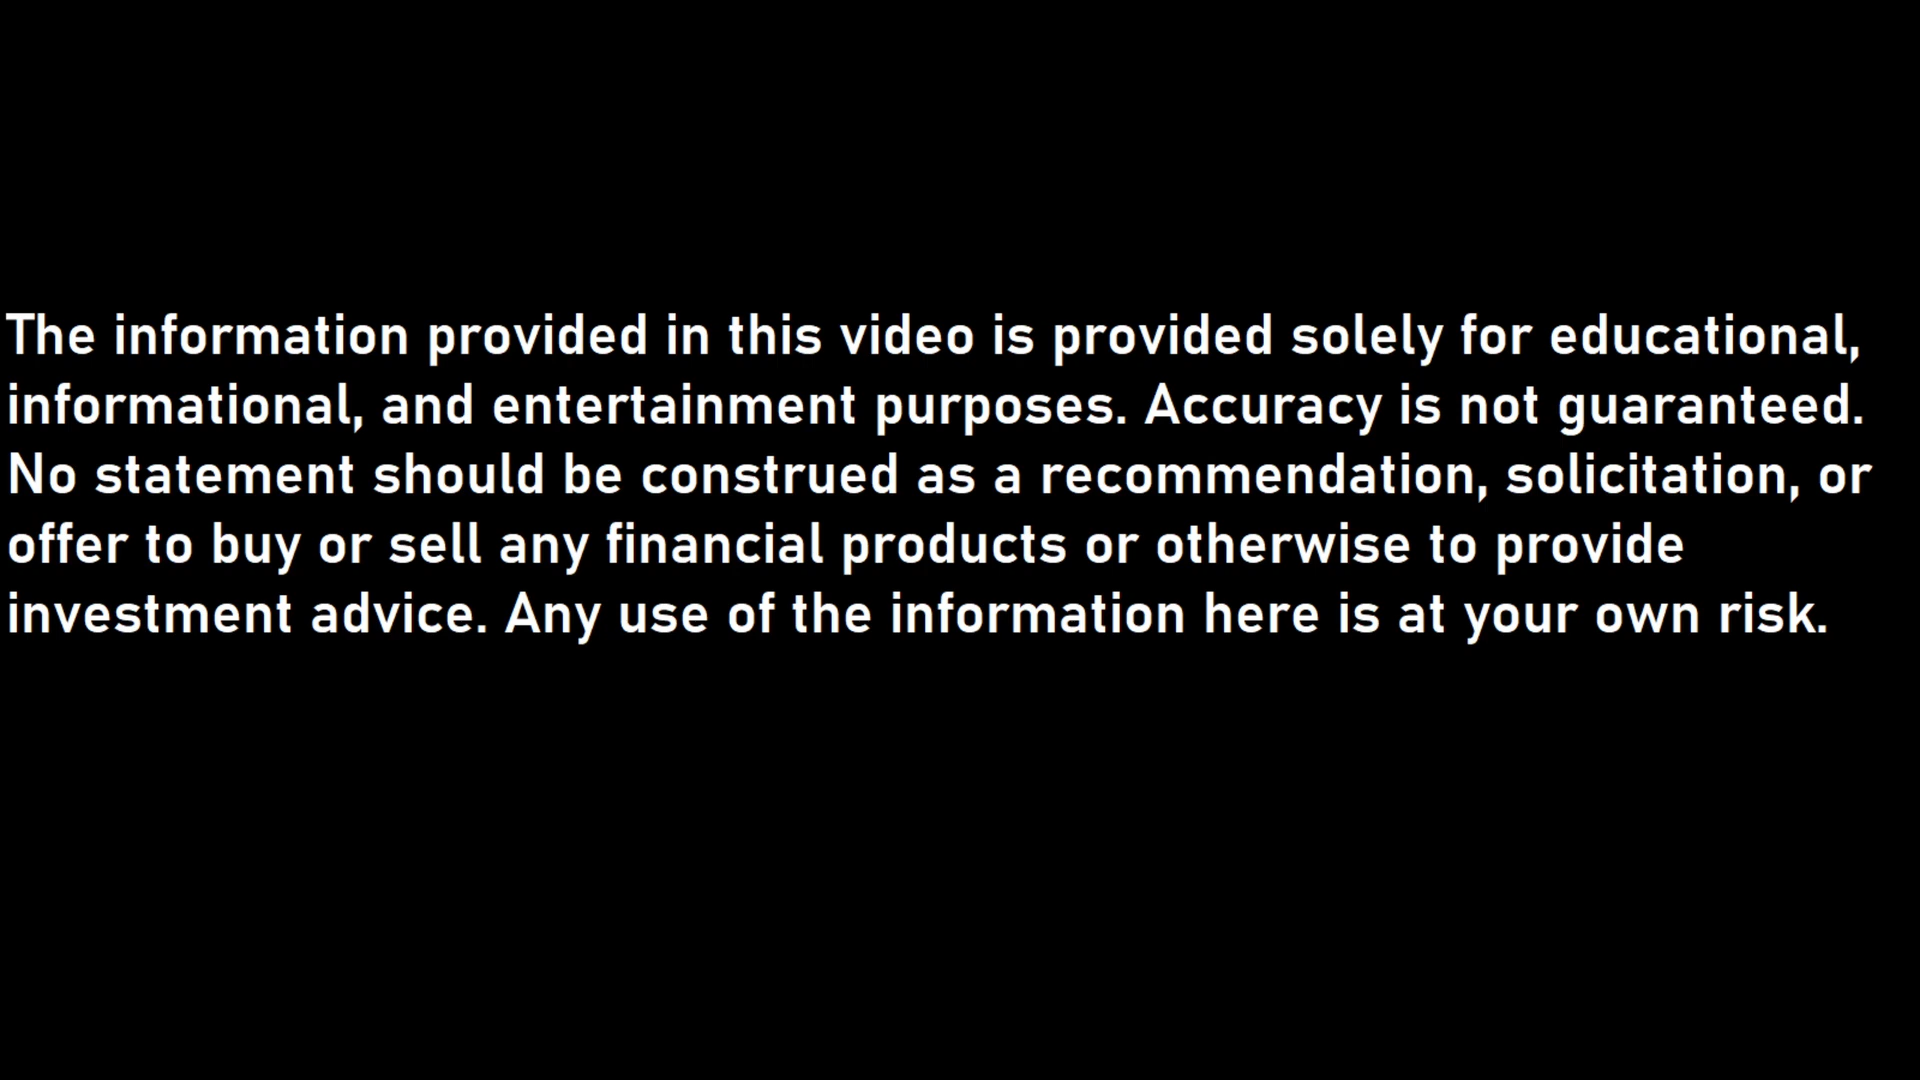 The information provided in this video is provided solely for educational,
informational, and entertainment purposes. Accuracy is not guaranteed.
No statement should be construed as a recommendation, solicitation, or
offer to buy or sell any financial products or otherwise to provide
investment advice. Any use of the information here is at your own risk.